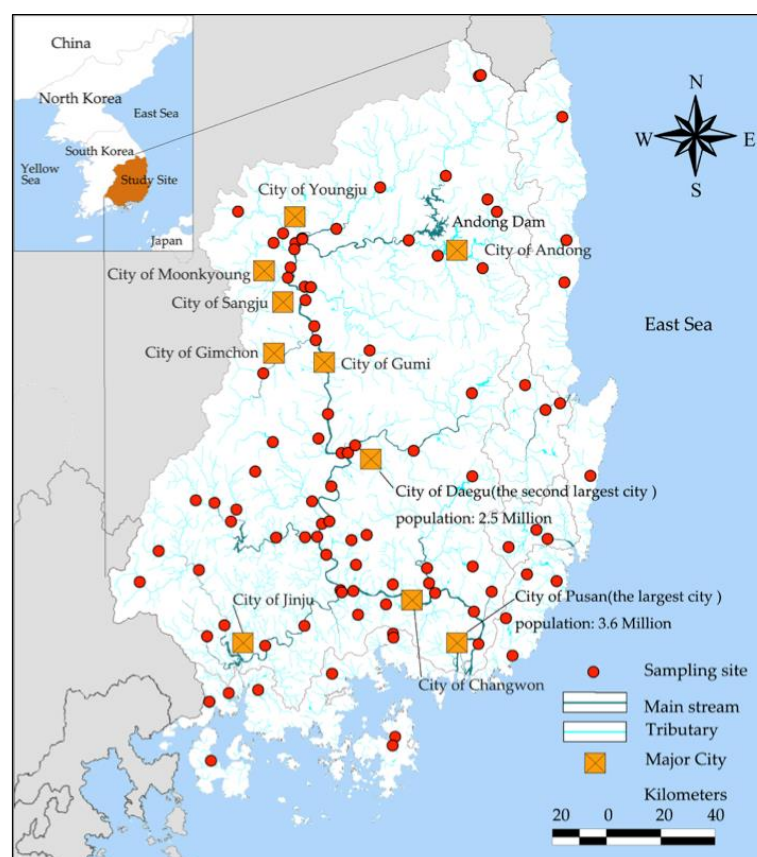 China
North Korea
East Sea
South Korea
Yellow
Sea
Study Site
Japan
N
W
E
S
City of Youngju
Andong Dam
City of Andong
City of Moonkyoung
City of Sangju
East Sea
City of Gimchon
City of Gumi
City of Daegu(the second largest city )
population: 2.5 Million
City of Jinju
City of Pusan(the largest city )
population: 3.6 Million
City of Changwon
Sampling site
Main stream
Tributary
Major City
Kilometers
20 0 20 40